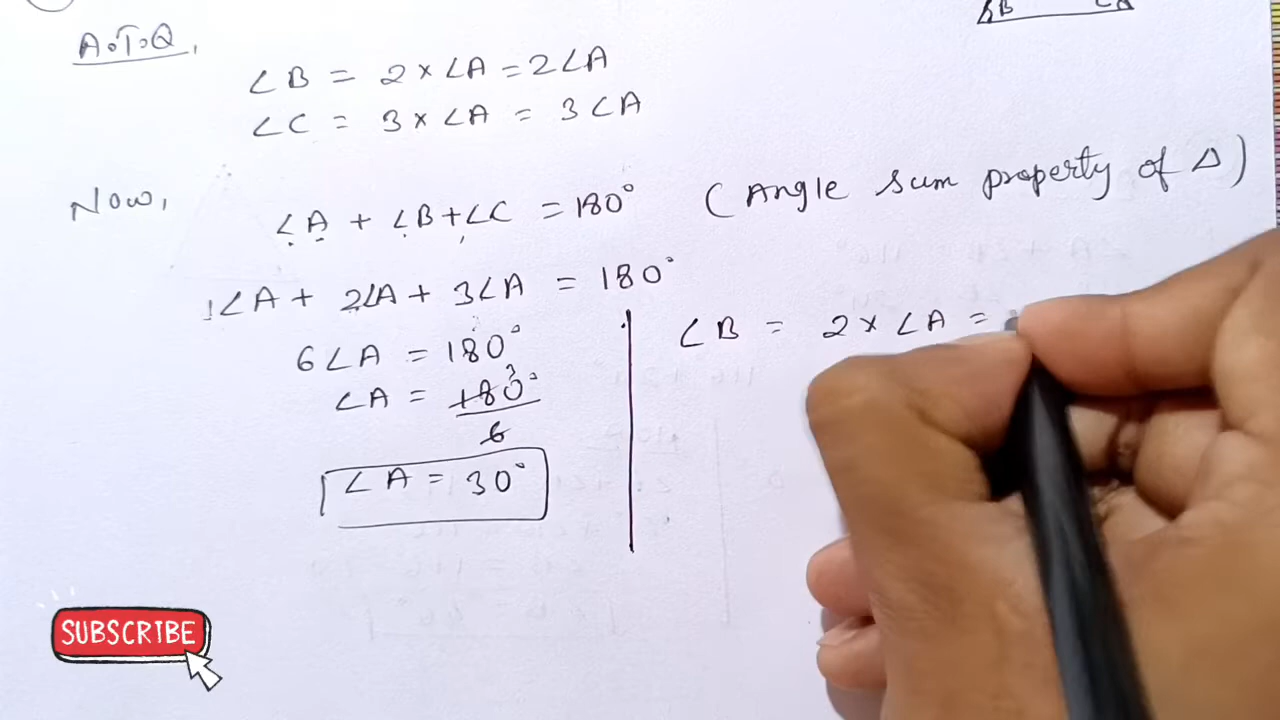 ∠B ∠A
A.T.Q,
∠B = 2 × ∠A = 2∠A
∠C = 3 × ∠A = 3∠A
Now,
∠A + ∠B + ∠C = 180° (Angle sum property of Δ)
1∠A + 2∠A + 3∠A = 180°
6∠A = 180°
∠A = 180°3
6
∠A = 30°
∠B = 2 × ∠A =
SUBSCRIBE